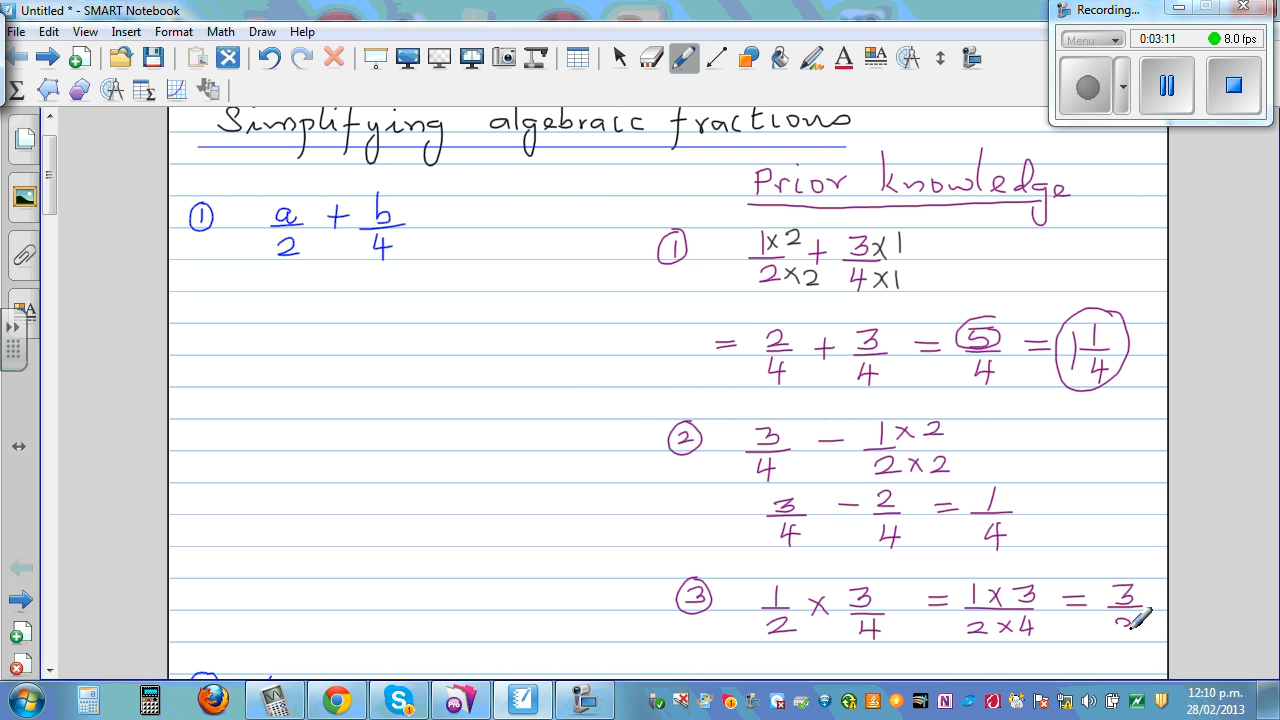 Untitled * - SMART Notebook
File Edit View Insert Format Math Draw Help
Recording...
Menu
0:03:11
8.0 fps
Simplifying algebraic fractions
Prior knowledge
① a/2 + b/4
① 1×2/2×2 + 3×1/4×1
= 2/4 + 3/4 = 5/4 = 1 1/4
② 3/4 - 1×2/2×2
3/4 - 2/4 = 1/4
③ 1/2 × 3/4 = 1×3/2×4 = 3/
12:10 p.m.
28/02/2013